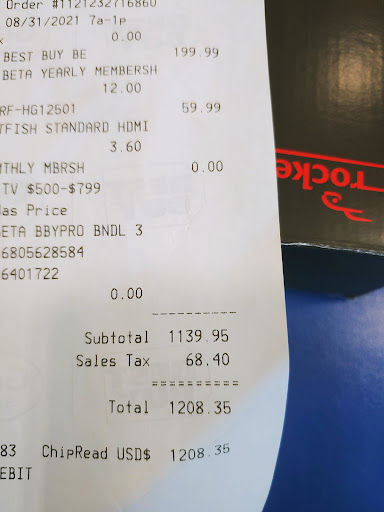 Order #1121232716860
08/31/2021 7a-1p
0.00
BEST BUY BE 199.99
BETA YEARLY MEMBERSH
12.00
RF-HG12501 59.99
TFISH STANDARD HDMI
3.60
NTHLY MBRSH 0.00
TV $500-$799
Has Price
BETA BBYPRO BNDL 3
6805628584
6401722
0.00
Subtotal 1139.95
Sales Tax 68.40
Total 1208.35
83 ChipRead USD$ 1208.35
EBIT
rocke